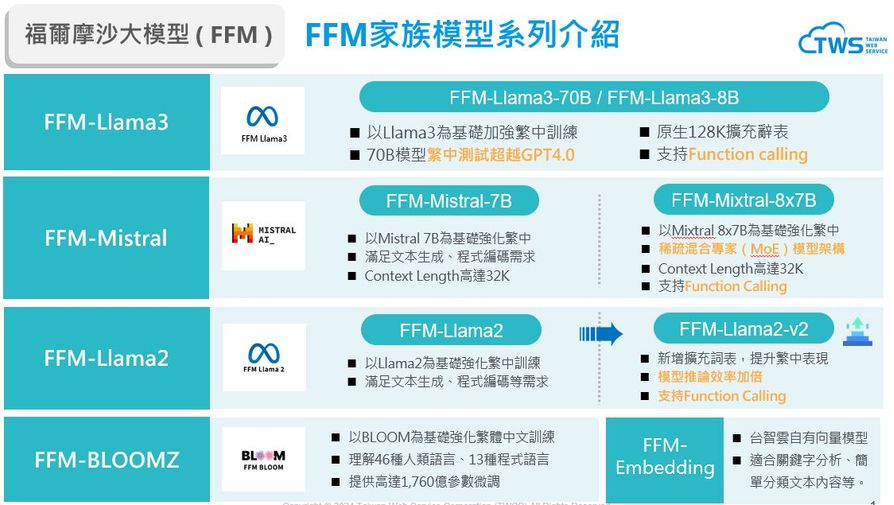 福爾摩沙大模型 ( FFM )
FFM家族模型系列介紹
TWS TAIWAN WEB SERVICE
FFM-Llama3
FFM Llama3
FFM-Llama3-70B / FFM-Llama3-8B
■ 以Llama3為基礎加強繁中訓練
■ 70B模型繁中測試超越GPT4.0
■ 原生128K擴充辭表
■ 支持Function calling
FFM-Mistral
MISTRAL AI_
FFM-Mistral-7B
■ 以Mistral 7B為基礎強化繁中
■ 滿足文本生成、程式編碼需求
■ Context Length高達32K
FFM-Mixtral-8x7B
■ 以Mixtral 8x7B為基礎強化繁中
■ 稀疏混合專家（MoE）模型架構
■ Context Length高達32K
■ 支持Function Calling
FFM-Llama2
FFM Llama 2
FFM-Llama2
■ 以Llama2為基礎強化繁中訓練
■ 滿足文本生成、程式編碼等需求
FFM-Llama2-v2
■ 新增擴充詞表，提升繁中表現
■ 模型推論效率加倍
■ 支持Function Calling
FFM-BLOOMZ
BLOOM
FFM BLOOM
■ 以BLOOM為基礎強化繁體中文訓練
■ 理解46種人類語言、13種程式語言
■ 提供高達1,760億參數微調
FFM-
Embedding
■ 台智雲自有向量模型
■ 適合關鍵字分析、簡
單分類文本內容等。